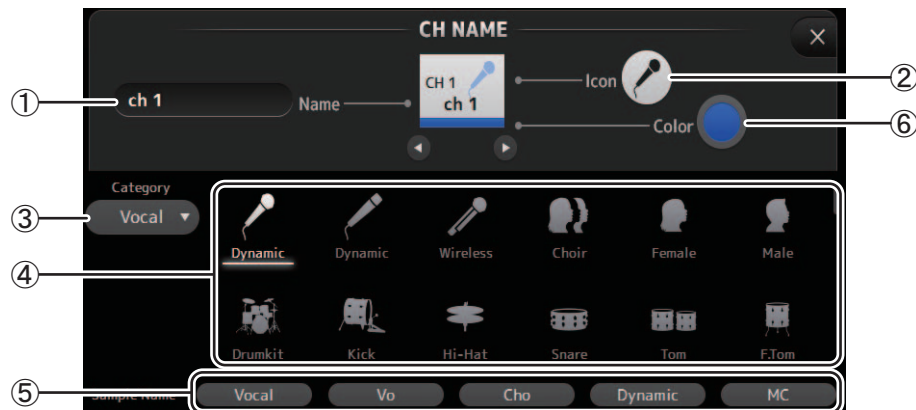 CH NAME
①
ch 1
Name
CH 1
ch 1
Icon
②
Color
⑥
Category
③
Vocal
④
Dynamic
Dynamic
Wireless
Choir
Female
Male
Drumkit
Kick
Hi-Hat
Snare
Tom
F.Tom
⑤
Sample Name
Vocal
Vo
Cho
Dynamic
MC